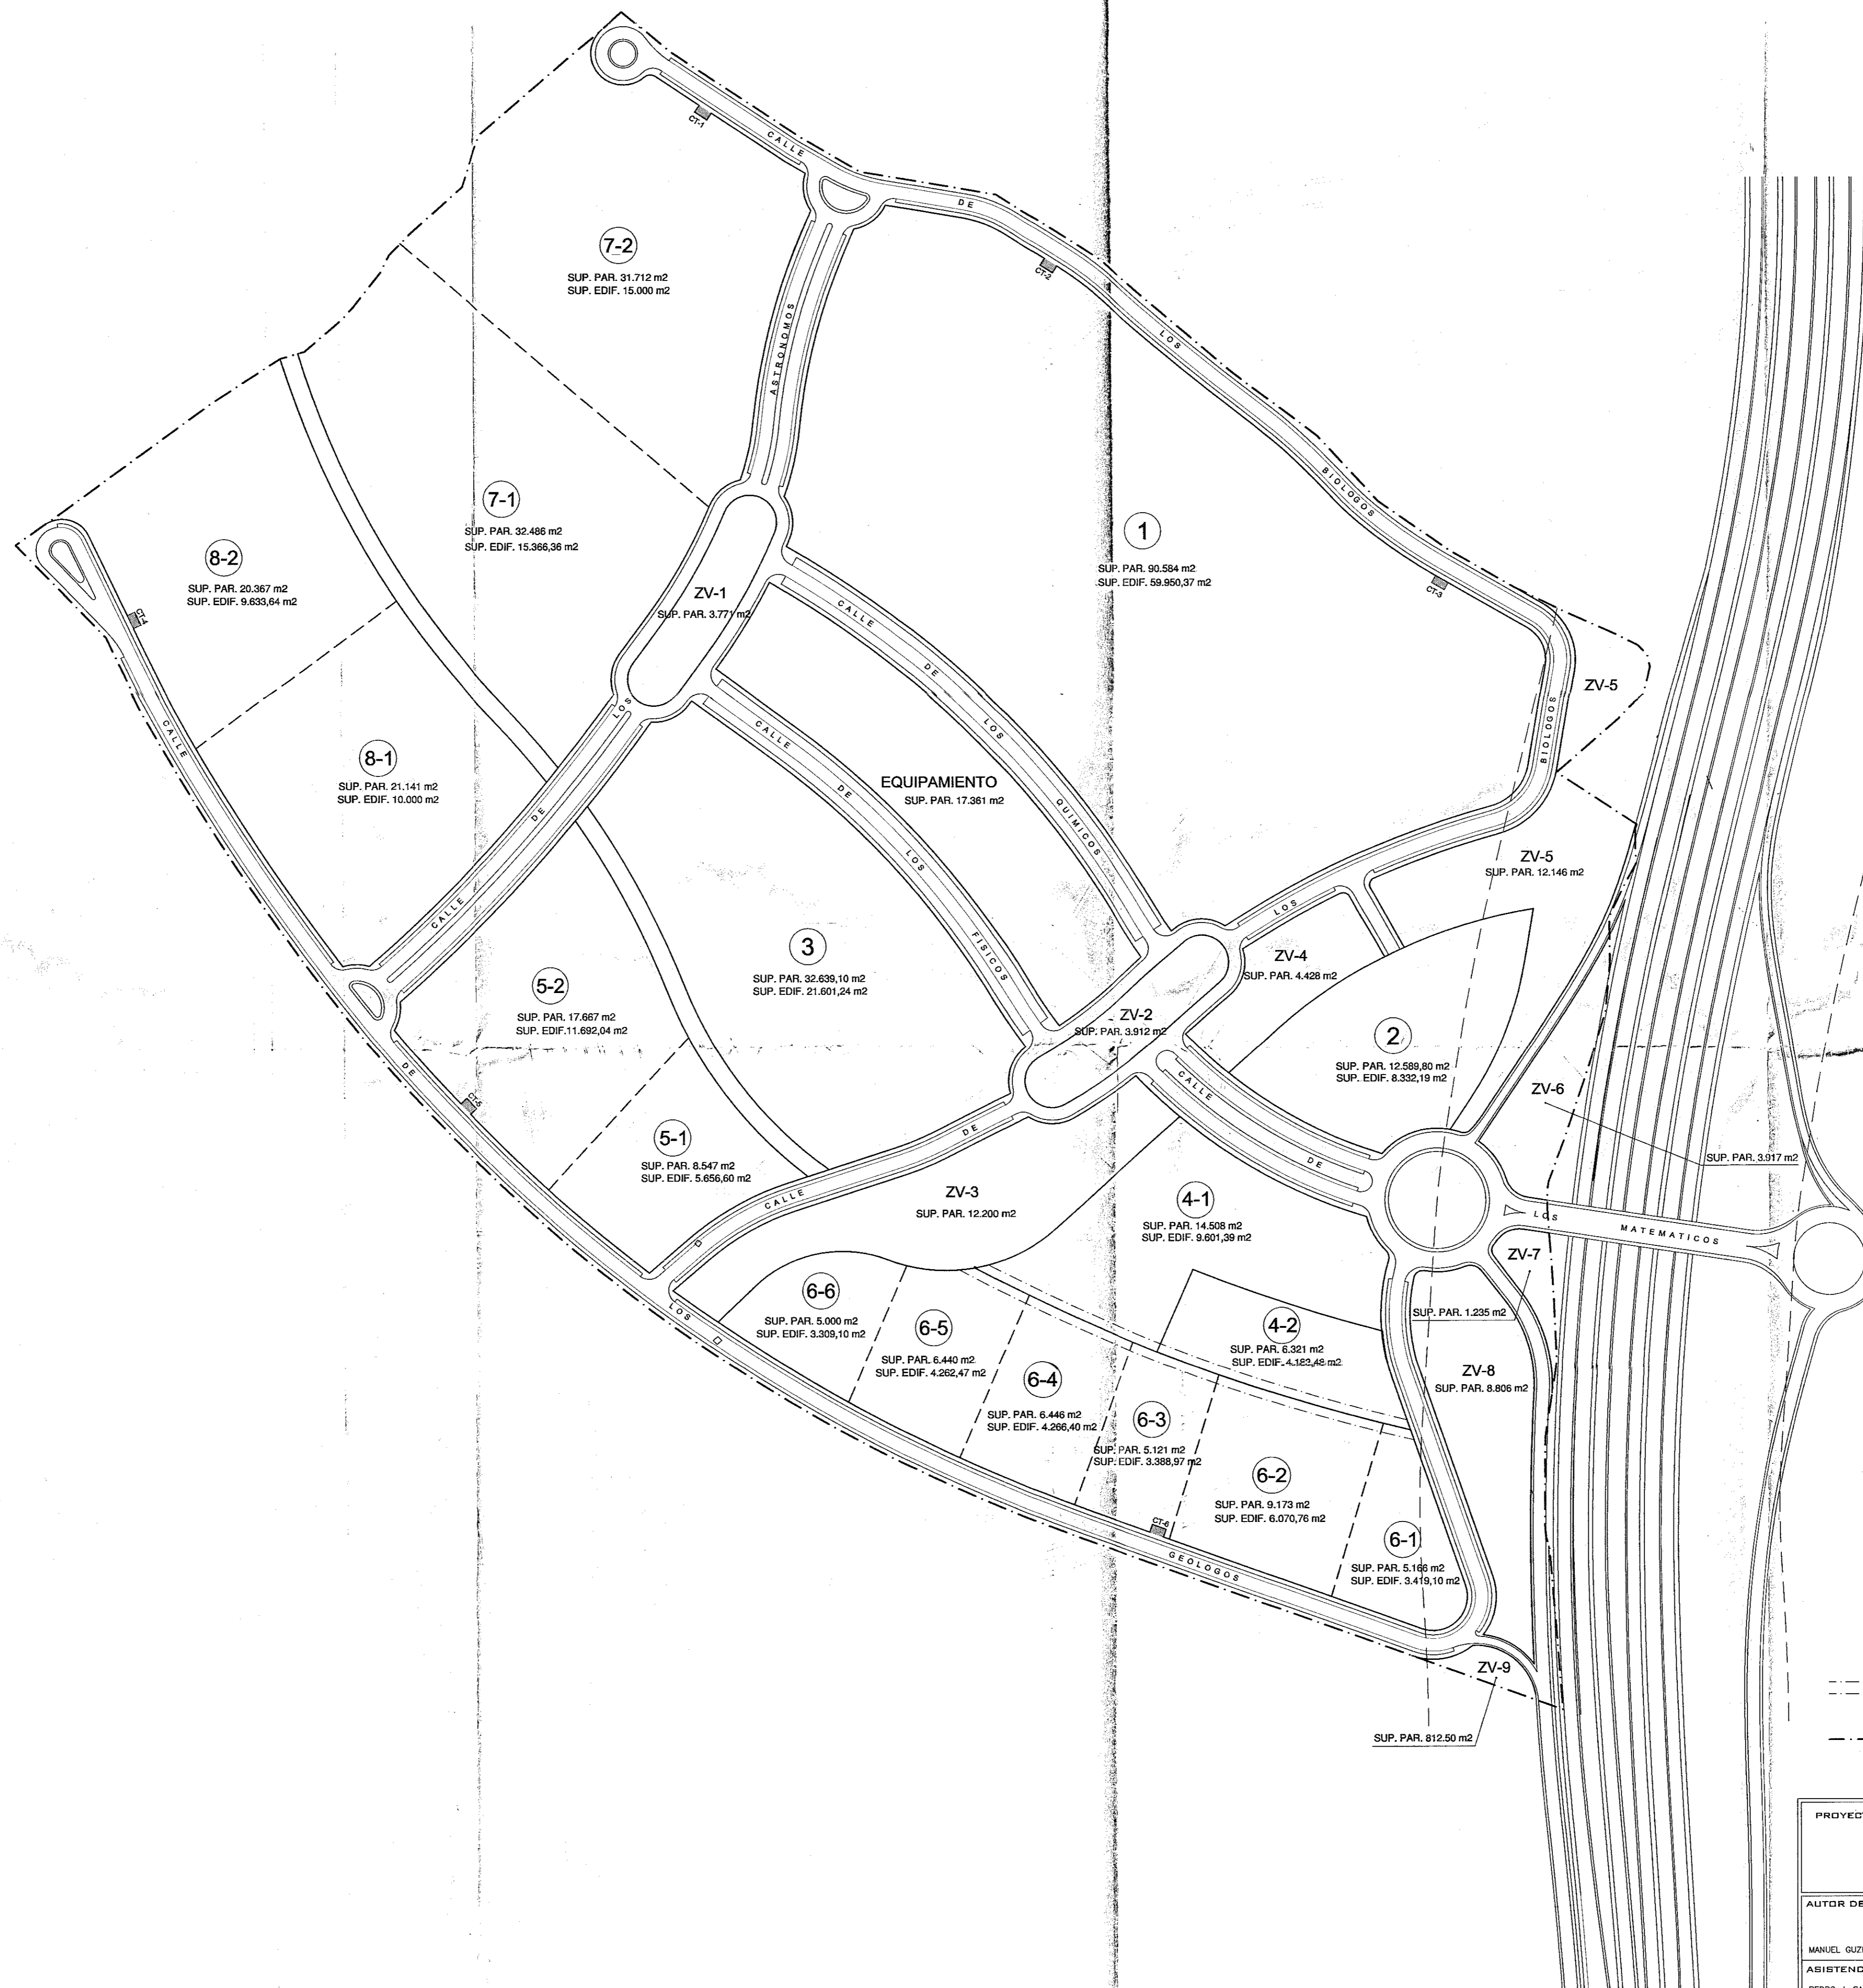 CT-1
CALLE
DE
LOS
BIOLOGOS
BIOLOGOS
CT-2
CT-3
7-2
SUP. PAR. 31.712 m2
SUP. EDIF. 15.000 m2
ASTRONOMOS
7-1
SUP. PAR. 32.486 m2
SUP. EDIF. 15.366,36 m2
1
SUP. PAR. 90.584 m2
SUP. EDIF. 59.950,37 m2
8-2
SUP. PAR. 20.367 m2
SUP. EDIF. 9.633,64 m2
CT-4
ZV-1
SUP. PAR. 3.771 m2
CALLE
DE
LOS
QUIMICOS
ZV-5
CALLE
8-1
SUP. PAR. 21.141 m2
SUP. EDIF. 10.000 m2
LOS
DE
CALLE
CALLE
DE
LOS
FISICOS
EQUIPAMIENTO
SUP. PAR. 17.361 m2
ZV-5
SUP. PAR. 12.146 m2
LOS
3
SUP. PAR. 32.639,10 m2
SUP. EDIF. 21.601,24 m2
ZV-4
SUP. PAR. 4.428 m2
5-2
SUP. PAR. 17.667 m2
SUP. EDIF.11.692,04 m2
ZV-2
SUP. PAR. 3.912 m2
2
SUP. PAR. 12.589,80 m2
SUP. EDIF. 8.332,19 m2
DE
CT-5
CALLE
DE
ZV-6
SUP. PAR. 3.917 m2
5-1
SUP. PAR. 8.547 m2
SUP. EDIF. 5.656,60 m2
DE
CALLE
ZV-3
SUP. PAR. 12.200 m2
4-1
SUP. PAR. 14.508 m2
SUP. EDIF. 9.601,39 m2
LOS
MATEMATICOS
ZV-7
SUP. PAR. 1.235 m2
LOS
6-6
SUP. PAR. 5.000 m2
SUP. EDIF. 3.309,10 m2
6-5
SUP. PAR. 6.440 m2
SUP. EDIF. 4.262,47 m2
4-2
SUP. PAR. 6.321 m2
SUP. EDIF. 4.183,48 m2
ZV-8
SUP. PAR. 8.806 m2
6-4
SUP. PAR. 6.446 m2
SUP. EDIF. 4.266,40 m2
6-3
SUP. PAR. 5.121 m2
SUP. EDIF. 3.388,97 m2
6-2
SUP. PAR. 9.173 m2
SUP. EDIF. 6.070,76 m2
CT-6
6-1
SUP. PAR. 5.166 m2
SUP. EDIF. 3.419,10 m2
GEOLOGOS
ZV-9
SUP. PAR. 812.50 m2
PROYEC
AUTOR DE
MANUEL GUZ
ASISTENC